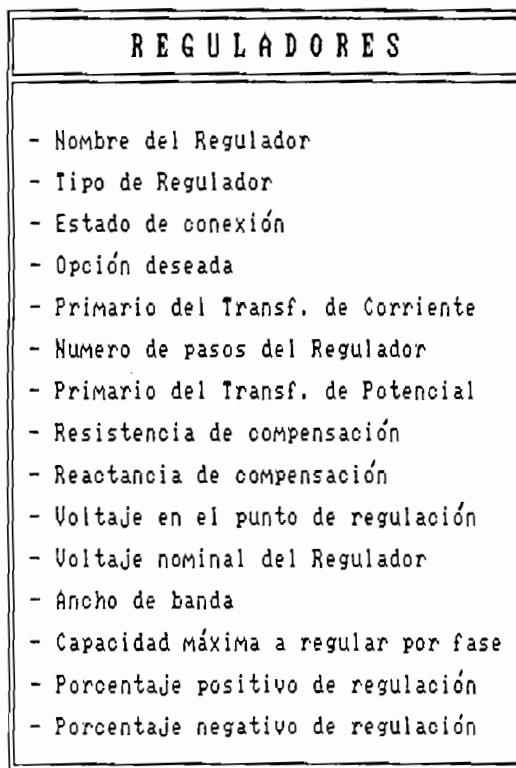 REGULADORES
- Nombre del Regulador
- Tipo de Regulador
- Estado de conexión
- Opción deseada
- Primario del Transf. de Corriente
- Numero de pasos del Regulador
- Primario del Transf. de Potencial
- Resistencia de compensación
- Reactancia de compensación
- Voltaje en el punto de regulación
- Voltaje nominal del Regulador
- Ancho de banda
- Capacidad máxima a regular por fase
- Porcentaje positivo de regulación
- Porcentaje negativo de regulación